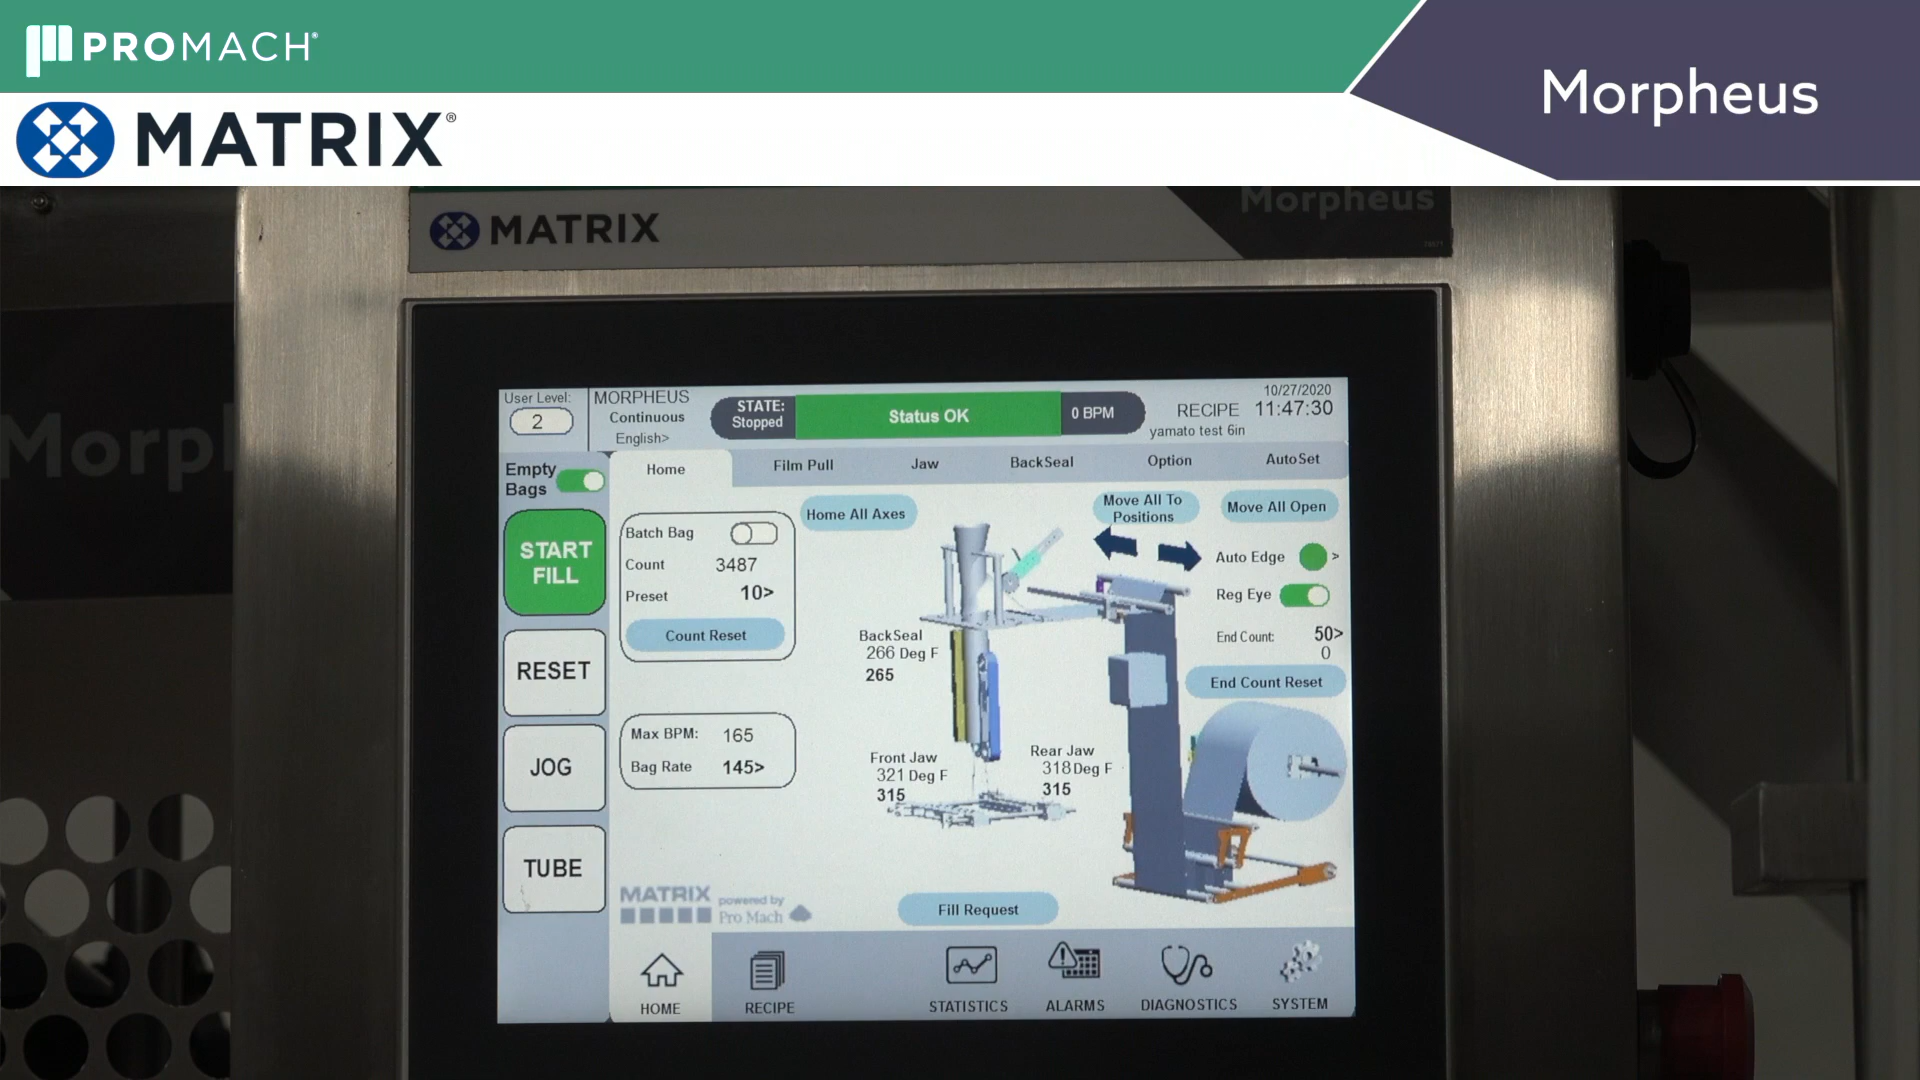 PROMACH®
MATRIX®
Morpheus
MATRIX
Morpheus
Morph
User Level:
2
MORPHEUS
Continuous
English>
STATE:
Stopped
Status OK
0 BPM
RECIPE
yamato test 6in
10/27/2020
11:47:30
Empty
Bags
START
FILL
RESET
JOG
TUBE
Home
Film Pull
Jaw
BackSeal
Option
AutoSet
Batch Bag
Count 3487
Preset 10>
Count Reset
Max BPM: 165
Bag Rate 145>
Home All Axes
Move All To
Positions
Move All Open
Auto Edge >
Reg Eye
End Count: 50>
0
End Count Reset
BackSeal
266 Deg F
265
Front Jaw
321 Deg F
315
Rear Jaw
318 Deg F
315
MATRIX powered by
Pro Mach
Fill Request
HOME
RECIPE
STATISTICS
ALARMS
DIAGNOSTICS
SYSTEM